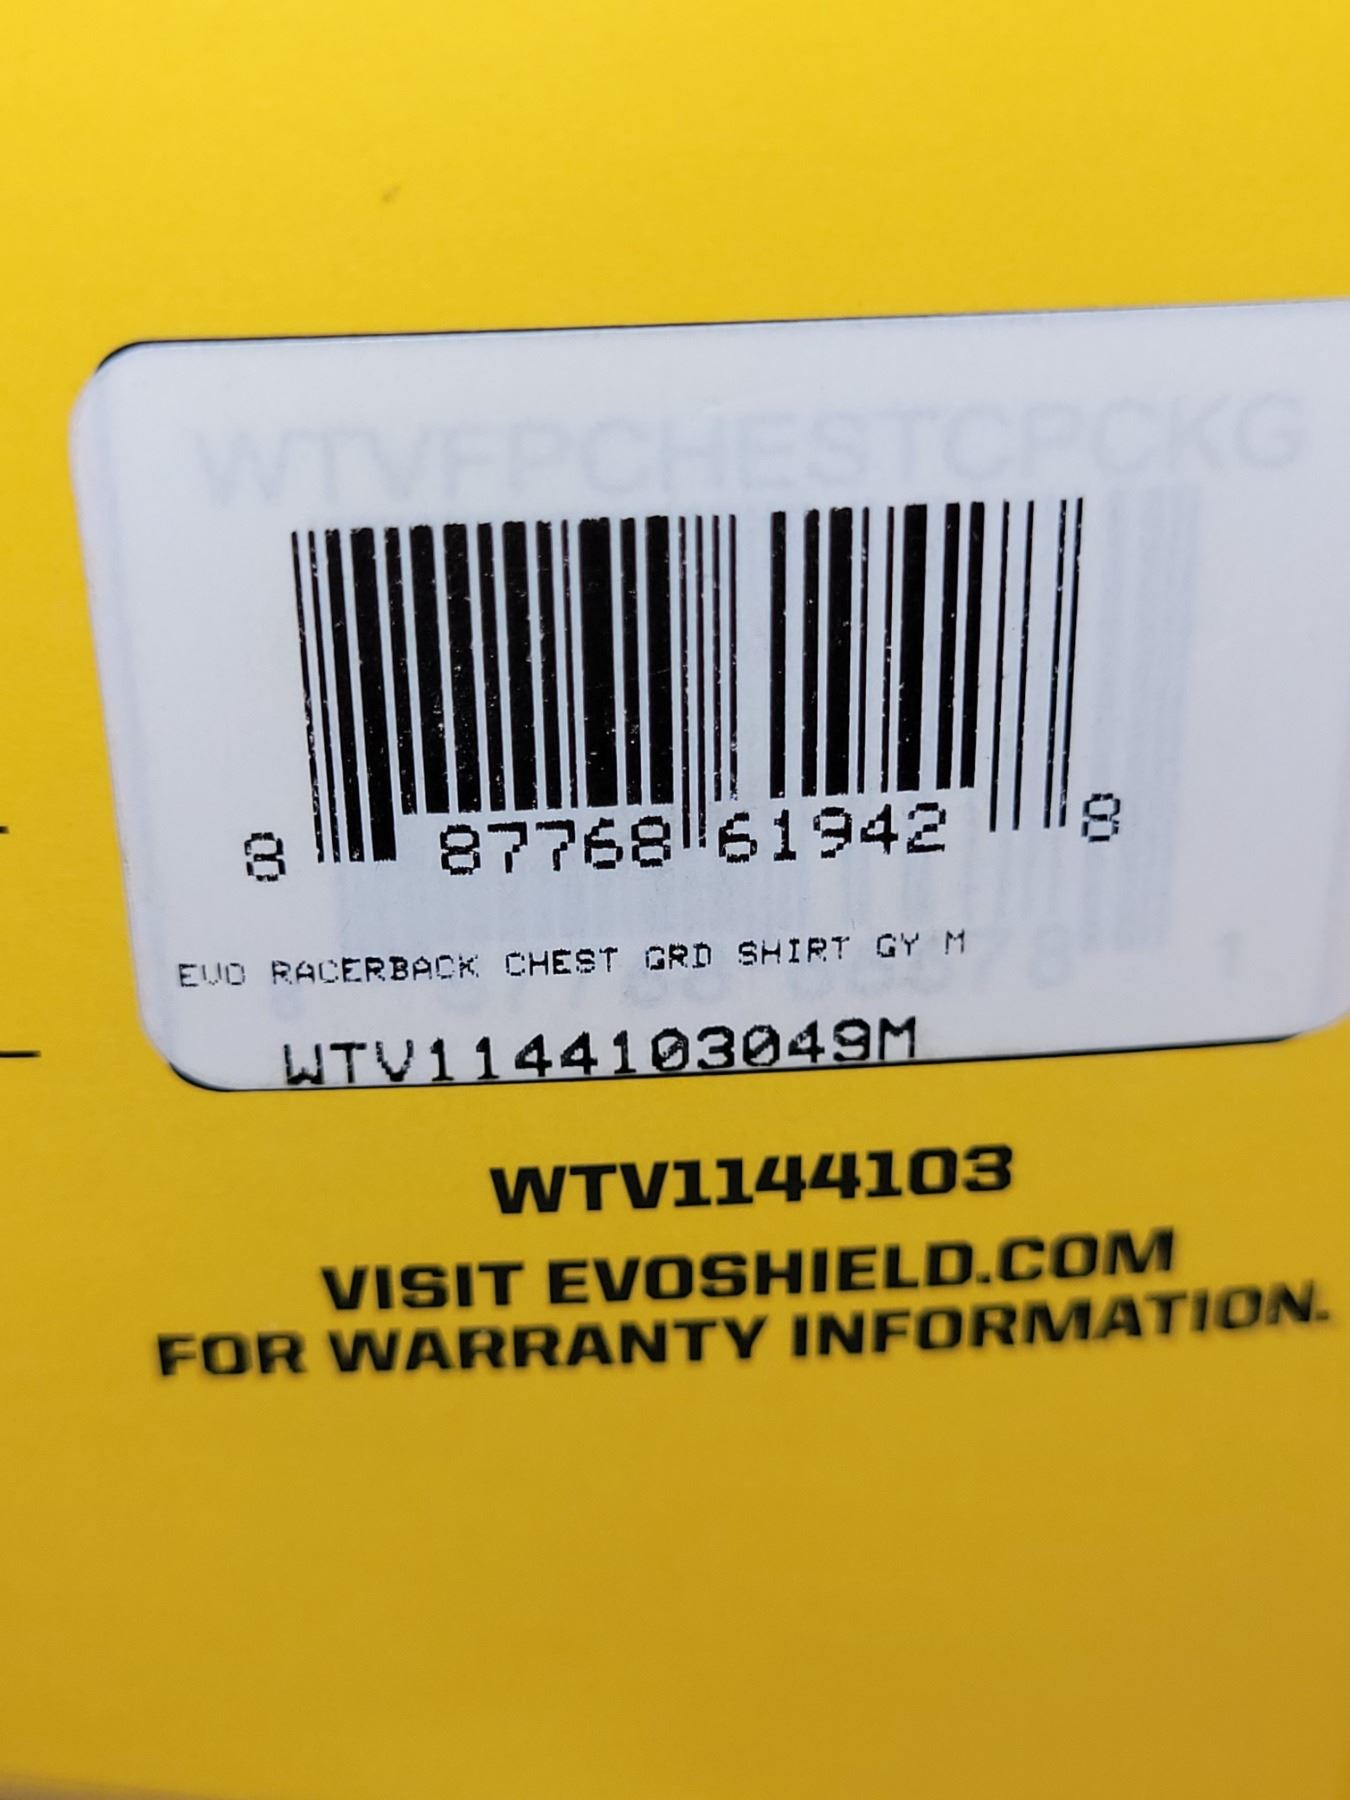 WTVFPCHESTCPCKG
8 87768 61942 8
EVO RACERBACK CHEST GRD SHIRT GY M
WTV1144103049M
WTV1144103
VISIT EVOSHIELD.COM
FOR WARRANTY INFORMATION.